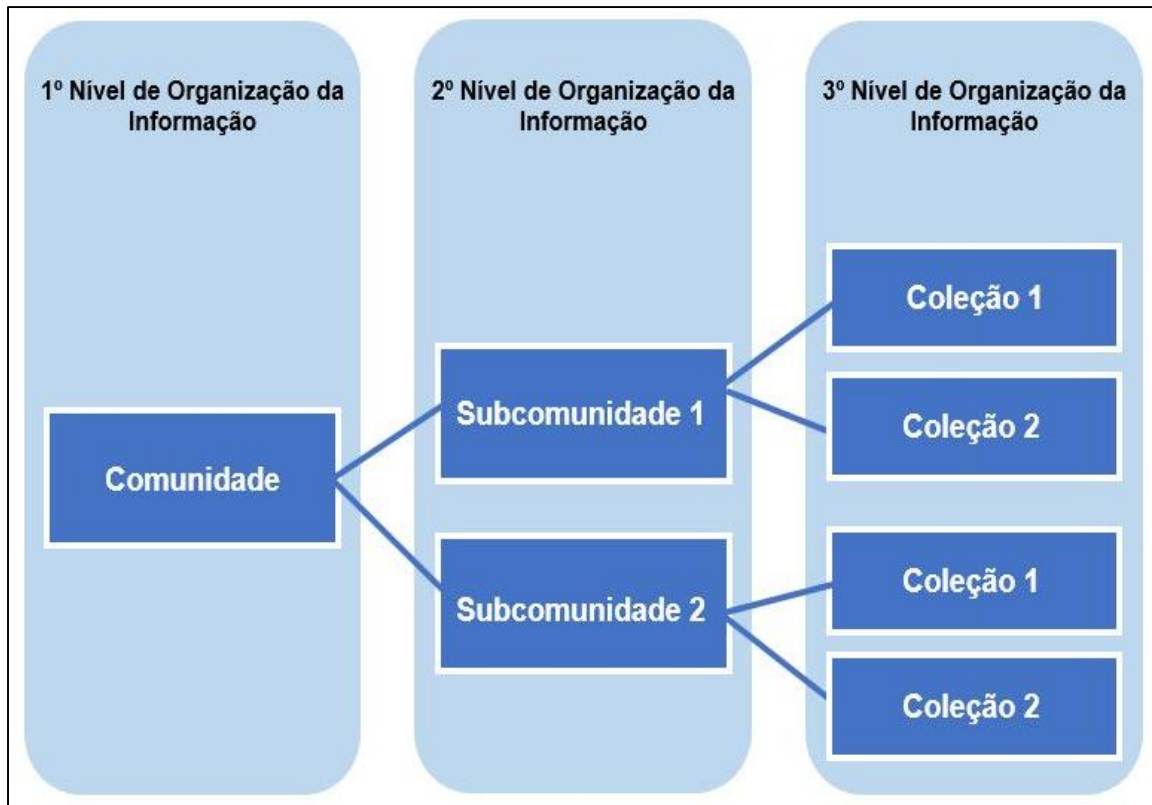 1º Nível de Organização da
Informação
2º Nível de Organização da
Informação
3º Nível de Organização da
Informação
Comunidade
Subcomunidade 1
Subcomunidade 2
Coleção 1
Coleção 2
Coleção 1
Coleção 2